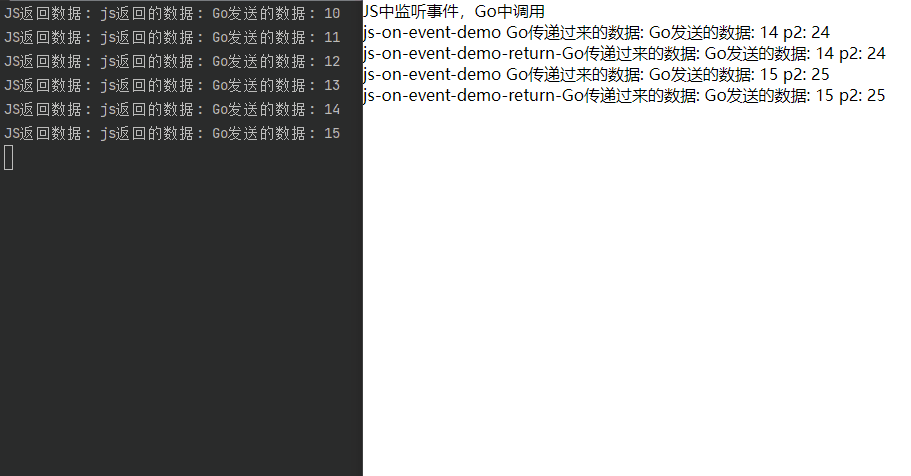 JS返回数据: js返回的数据: Go发送的数据: 10
JS返回数据: js返回的数据: Go发送的数据: 11
JS返回数据: js返回的数据: Go发送的数据: 12
JS返回数据: js返回的数据: Go发送的数据: 13
JS返回数据: js返回的数据: Go发送的数据: 14
JS返回数据: js返回的数据: Go发送的数据: 15
JS中监听事件，Go中调用
js-on-event-demo Go传递过来的数据: Go发送的数据: 14 p2: 24
js-on-event-demo-return-Go传递过来的数据: Go发送的数据: 14 p2: 24
js-on-event-demo Go传递过来的数据: Go发送的数据: 15 p2: 25
js-on-event-demo-return-Go传递过来的数据: Go发送的数据: 15 p2: 25